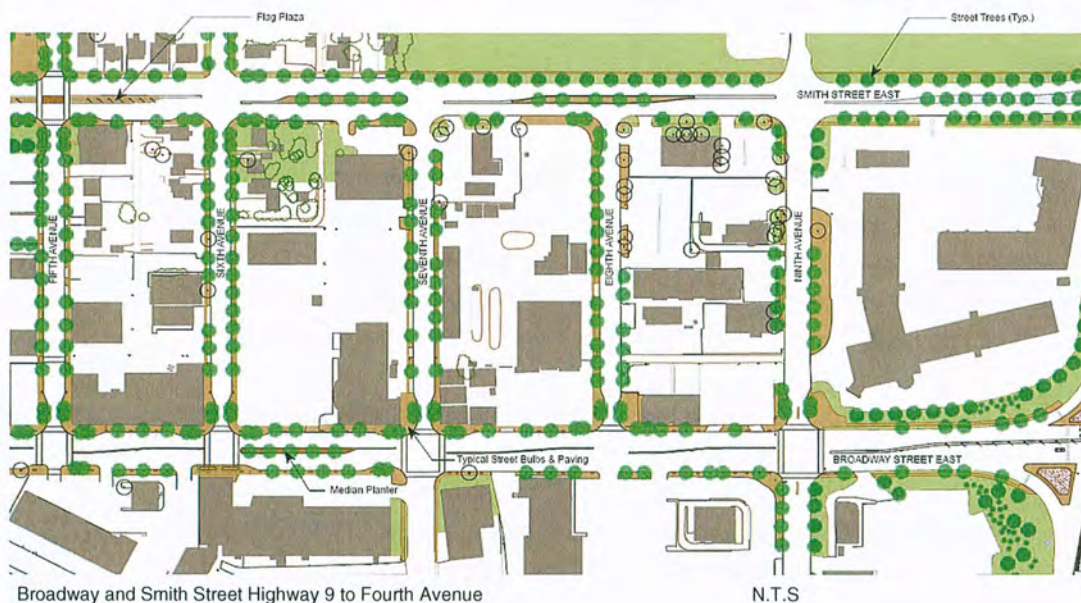 Flag Plaza
Street Trees (Typ.)
SMITH STREET EAST
FIFTH AVENUE
SIXTH AVENUE
SEVENTH AVENUE
EIGHTH AVENUE
NINTH AVENUE
Typical Street Bulbs & Paving
BROADWAY STREET EAST
Median Planter
Broadway and Smith Street Highway 9 to Fourth Avenue
N.T.S